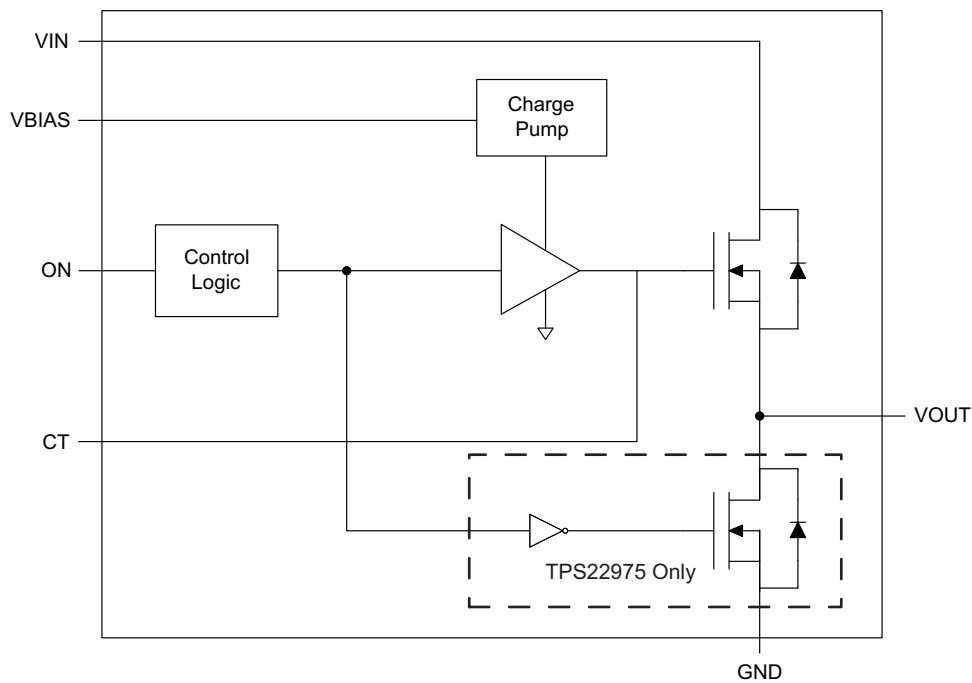 VIN
VBIAS
Charge
Pump
ON
Control
Logic
VOUT
CT
TPS22975 Only
GND